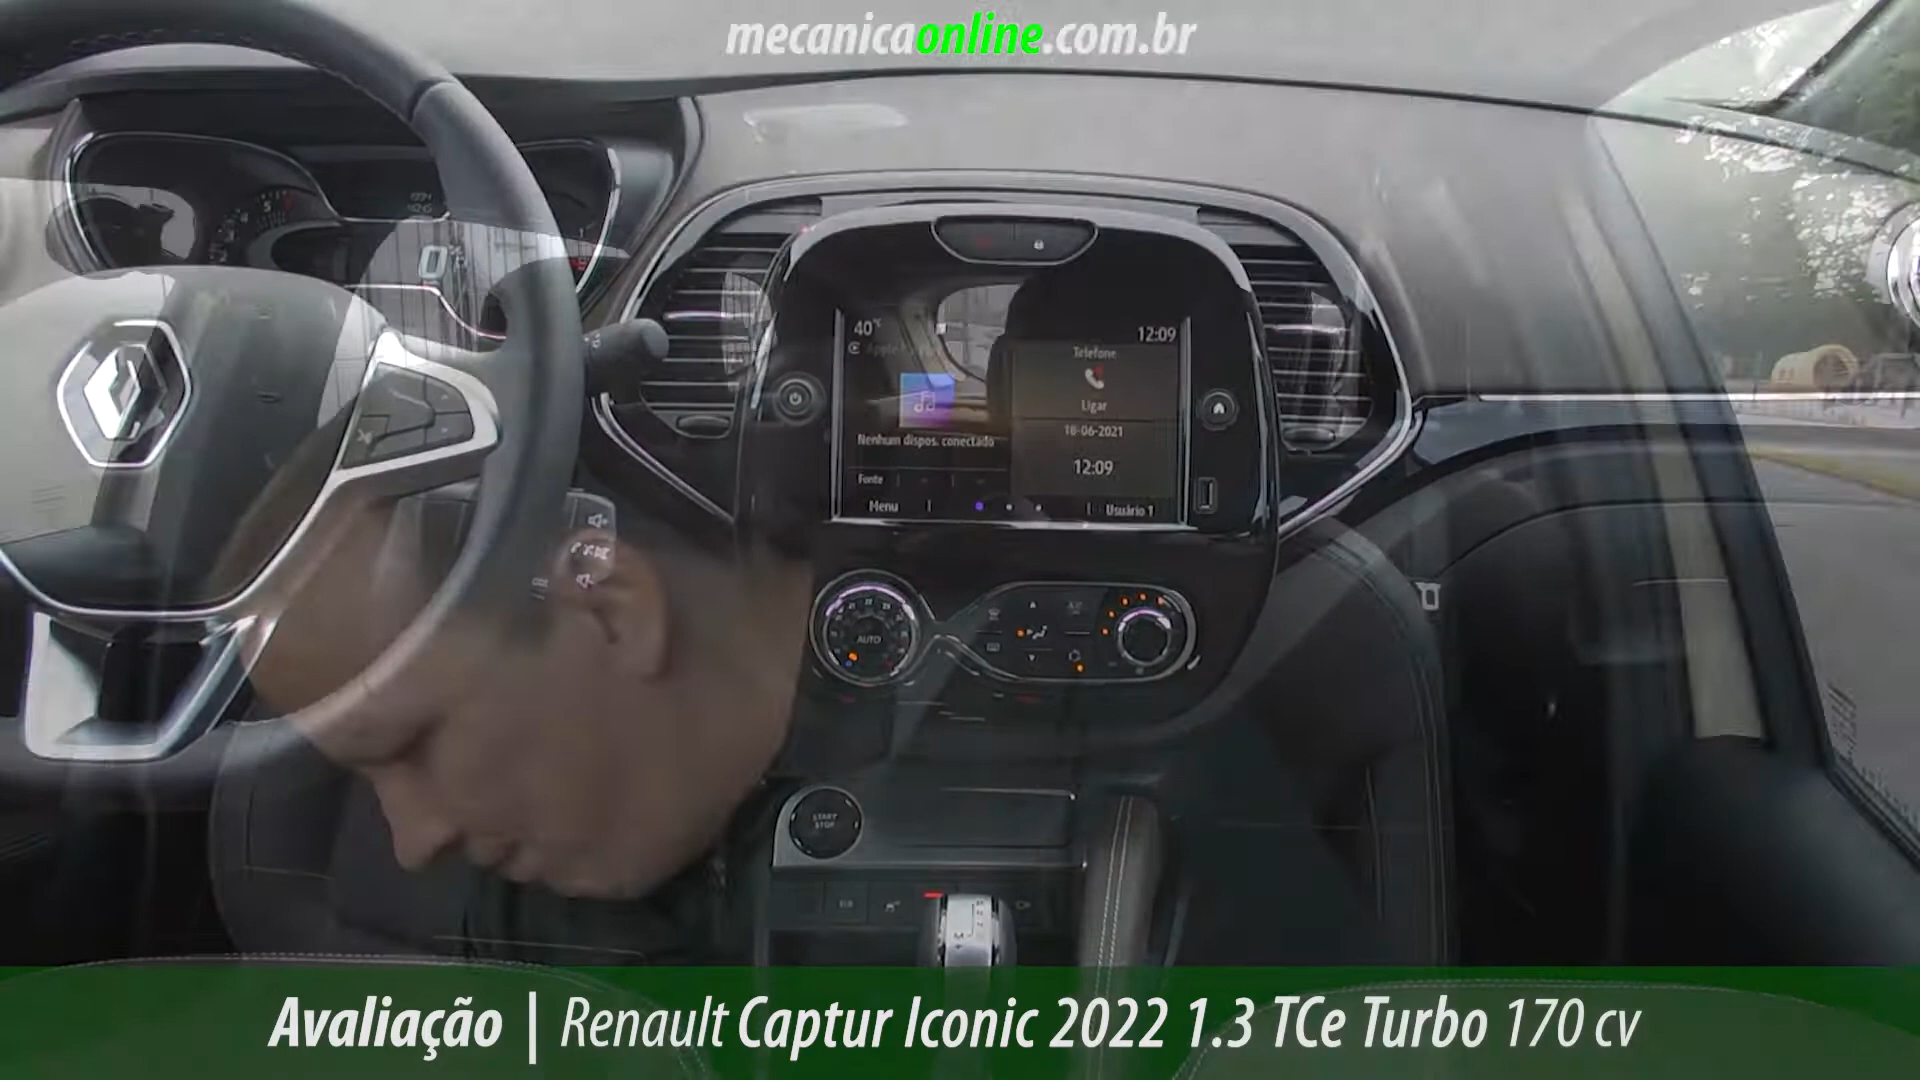 mecanicaonline.com.br
40°
12:09
Telefone
Ligar
Nenhum dispos. conectado
18-06-2021
12:09
Fonte
Menu
Usuário 1
AUTO
START
STOP
Avaliação | Renault Captur Iconic 2022 1.3 TCe Turbo 170 cv